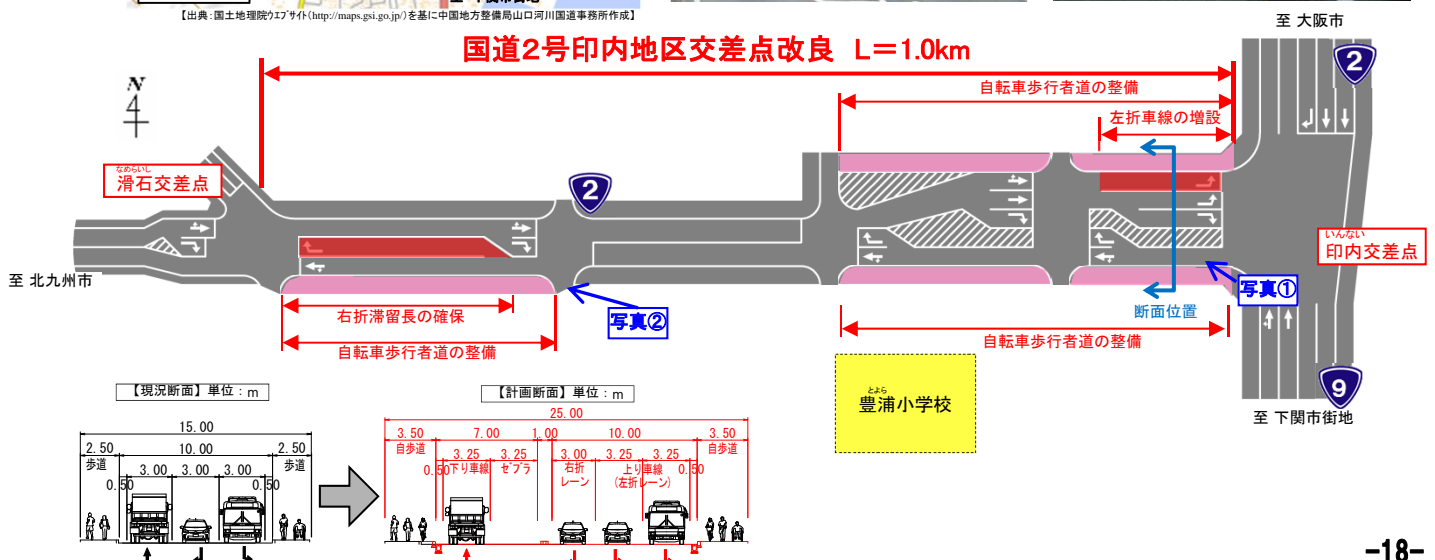 【出典：国土地理院ウエブサイト(http://maps.gsi.go.jp/)を基に中国地方整備局山口河川国道事務所作成】
至 大阪市
国道２号印内地区交差点改良 L＝1.0km
2
N
自転車歩行者道の整備
左折車線の増設
なめらいし
滑石交差点
2
いんない
印内交差点
至 北九州市
写真①
断面位置
右折滞留長の確保
写真②
自転車歩行者道の整備
自転車歩行者道の整備
とよら
豊浦小学校
9
至 下関市街地
【現況断面】単位：m
【計画断面】単位：m
25.00
15.00
3.50 7.00 1.00 10.00 3.50
自歩道 自歩道
2.50 10.00 2.50
歩道 歩道
3.25 3.25 3.00 3.25 3.25
0.50 下り車線 ゼブラ 右折レーン 上り車線(左折レーン) 0.50
3.00 3.00 3.00
0.50 0.50
-18-